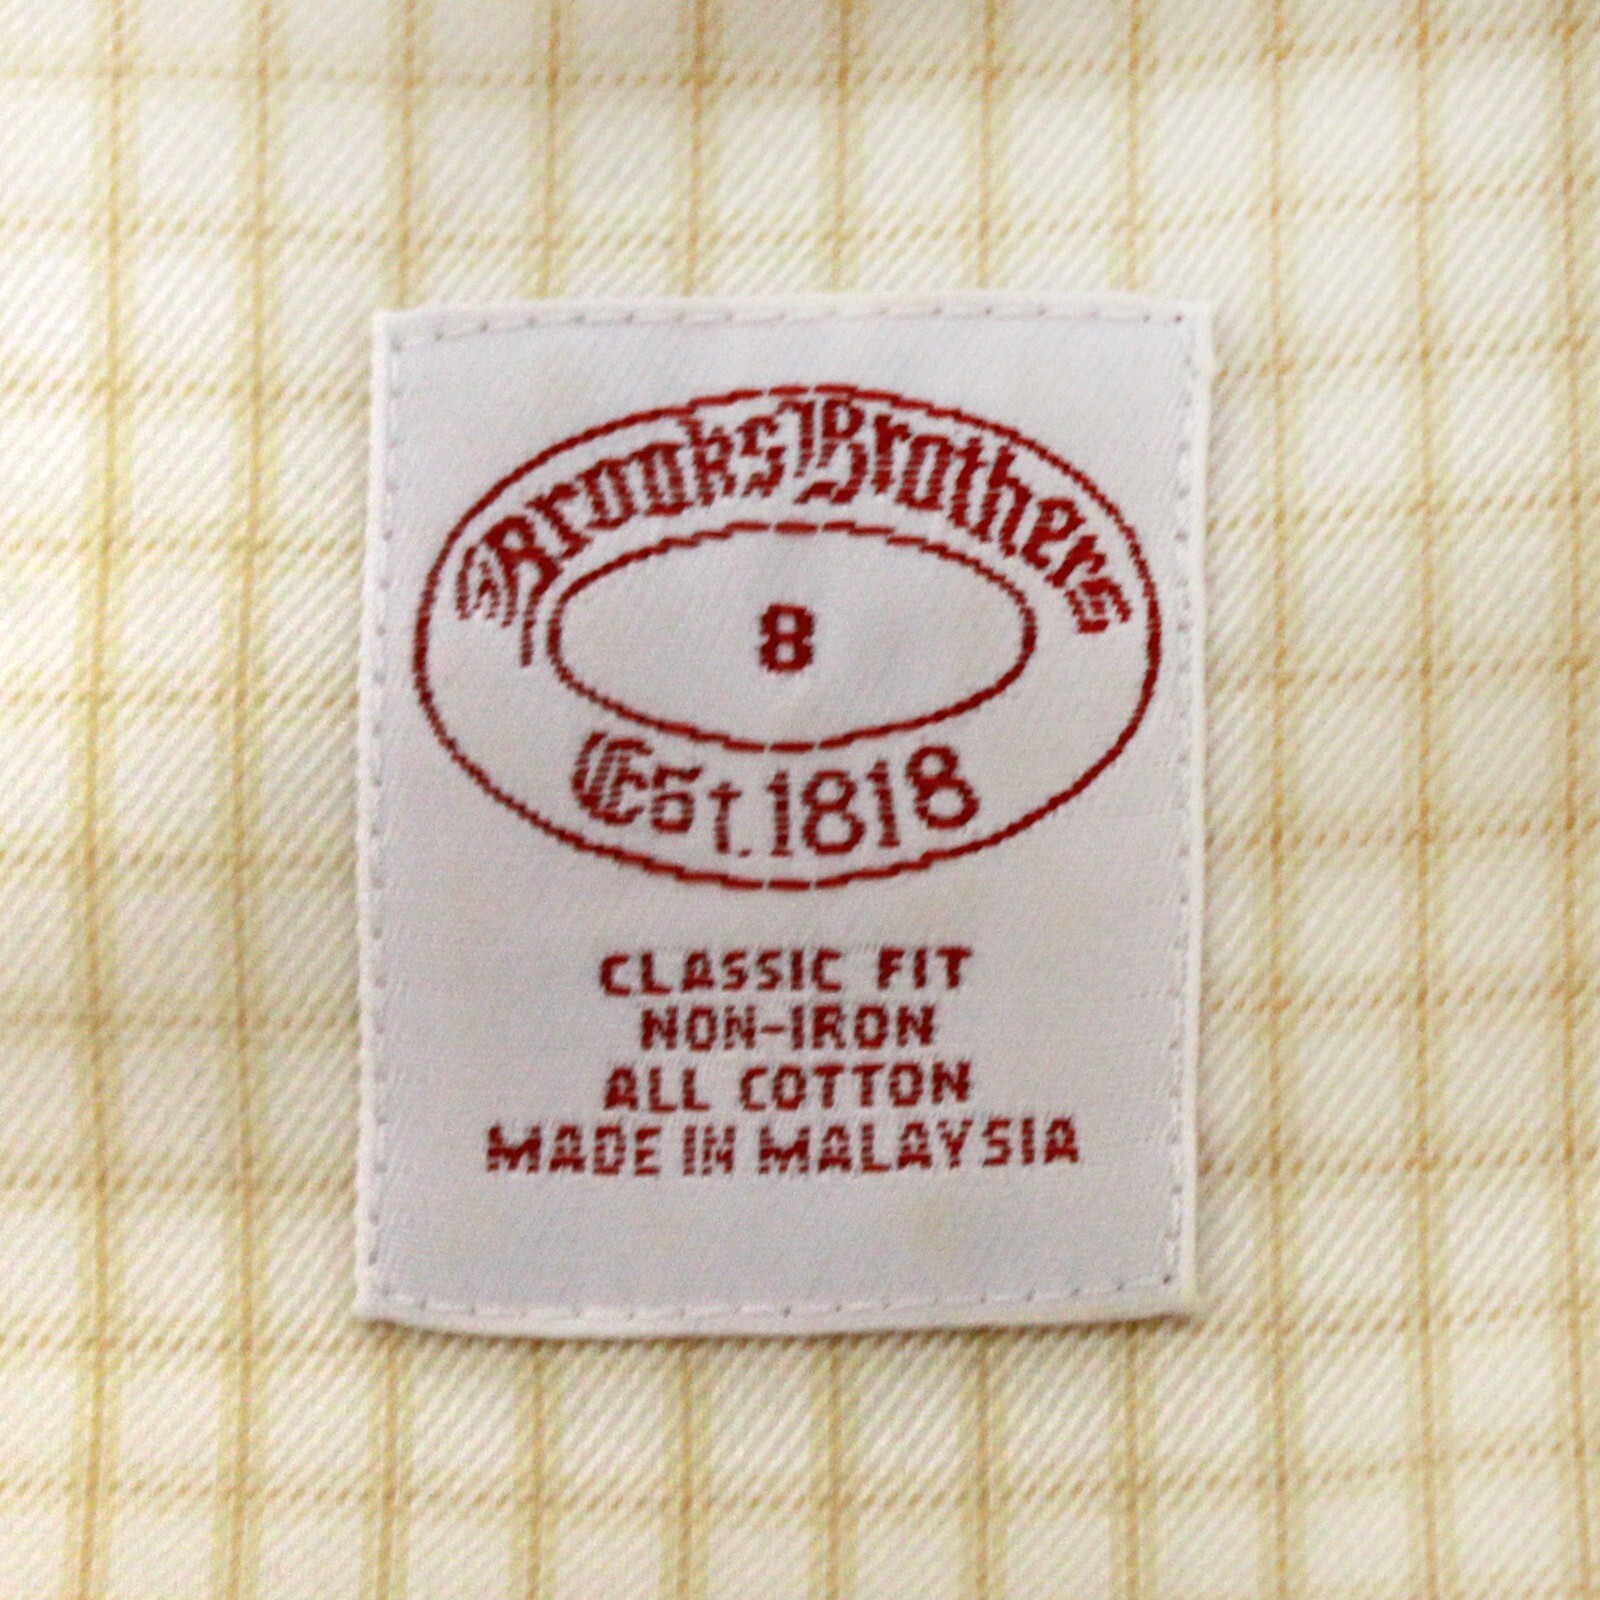 Brooks Brothers
8
Est. 1818
CLASSIC FIT
NON-IRON
ALL COTTON
MADE IN MALAYSIA